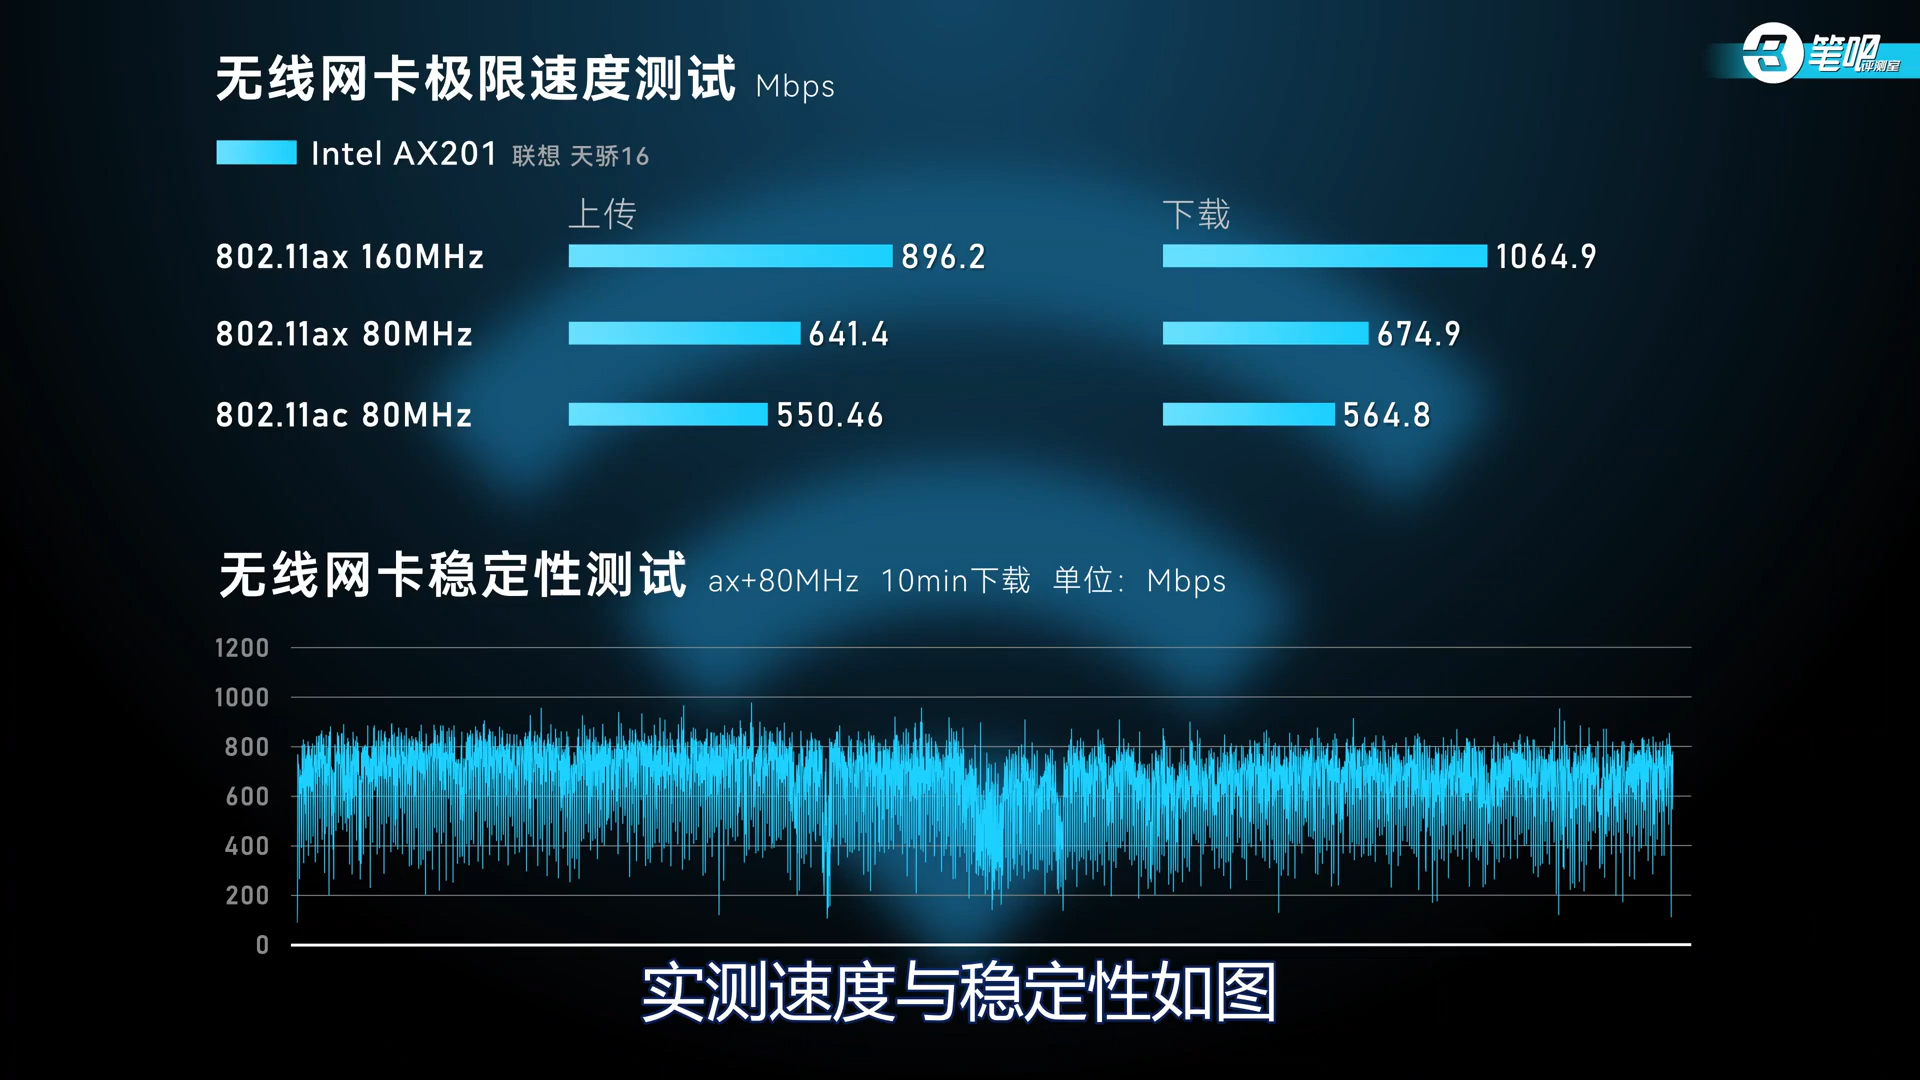 笔吧评测室
无线网卡极限速度测试 Mbps
Intel AX201 联想 天骄16
上传 下载
802.11ax 160MHz 896.2 1064.9
802.11ax 80MHz 641.4 674.9
802.11ac 80MHz 550.46 564.8
无线网卡稳定性测试 ax+80MHz 10min下载 单位：Mbps
1200
1000
800
600
400
200
0
实测速度与稳定性如图